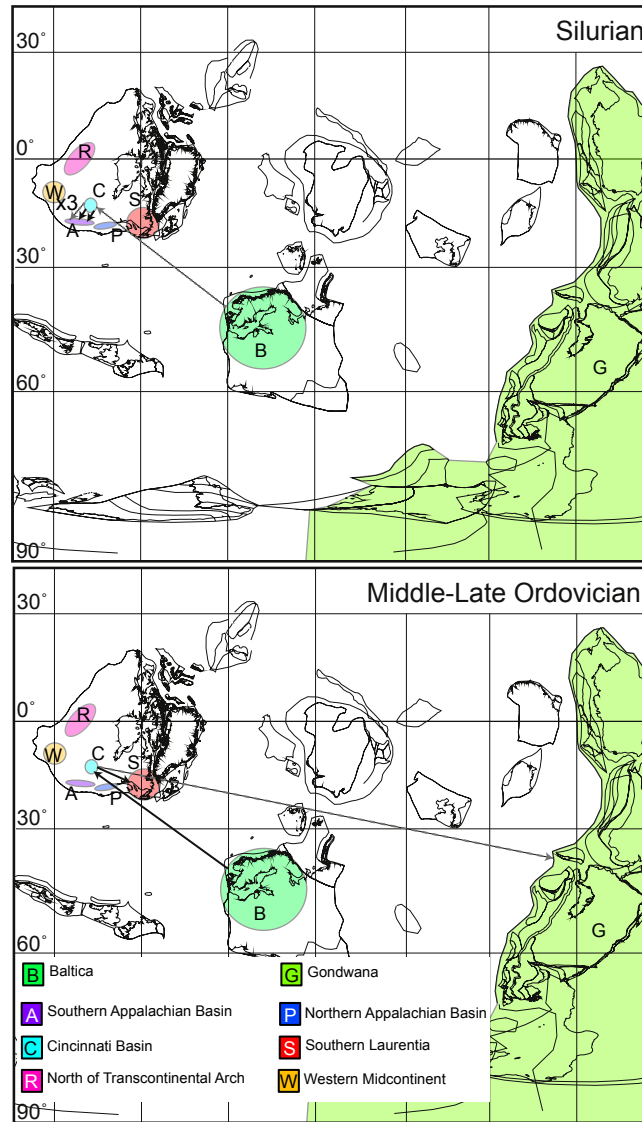 Silurian
30°
0°
R
W
C
S
x3
A
P
30°
B
G
60°
90°
Middle-Late Ordovician
30°
0°
R
W
C
S
A
P
30°
B
G
60°
B Baltica
G Gondwana
A Southern Appalachian Basin
P Northern Appalachian Basin
C Cincinnati Basin
S Southern Laurentia
R North of Transcontinental Arch
W Western Midcontinent
90°